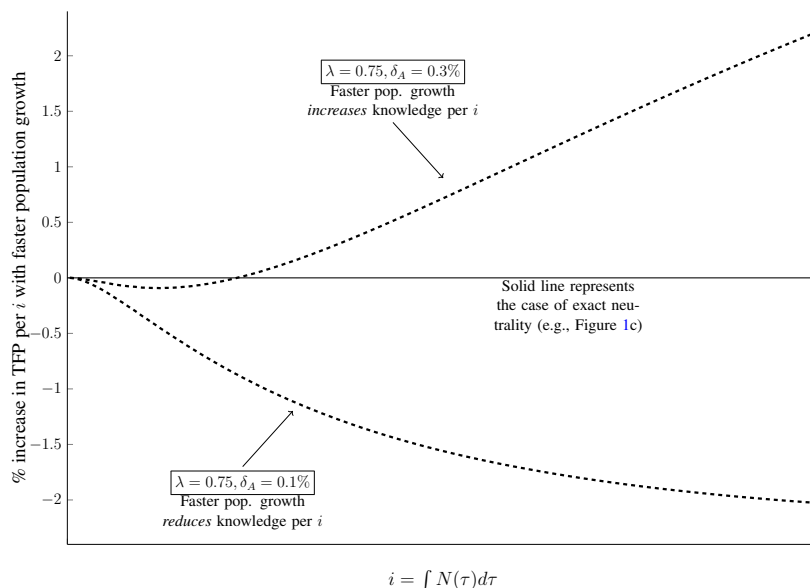 2
1.5
1
0.5
0
−0.5
−1
−1.5
−2
% increase in TFP per i with faster population growth
λ = 0.75, δ_A = 0.3%
Faster pop. growth
increases knowledge per i
Solid line represents
the case of exact neu-
trality (e.g., Figure 1c)
λ = 0.75, δ_A = 0.1%
Faster pop. growth
reduces knowledge per i
i = ∫ N(τ)dτ